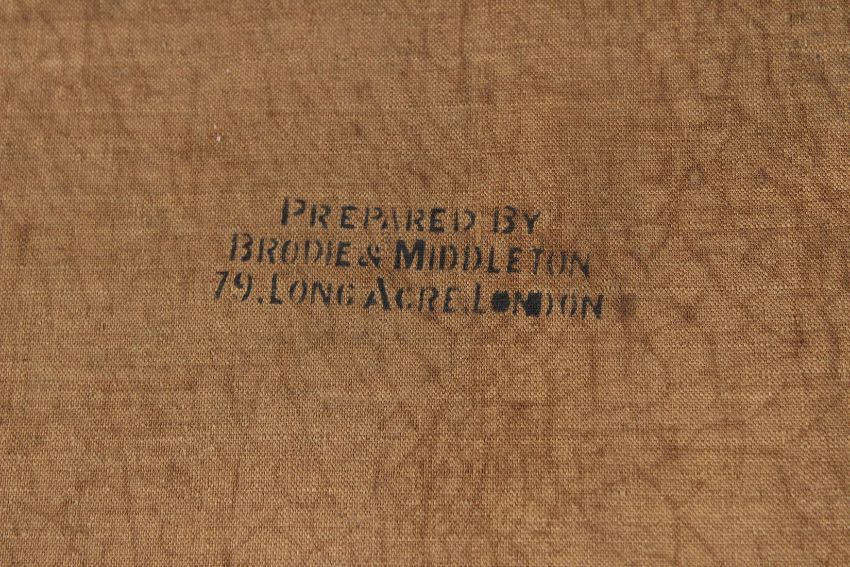 PREPARED BY
BRODIE & MIDDLETON
79. LONG ACRE. LONDON